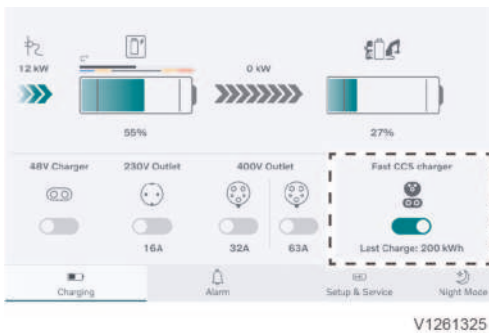 12 kW
C°
0 kW
55%
27%
48V Charger 230V Outlet 400V Outlet Fast CCS charger
16A 32A 63A Last Charge: 200 kWh
Charging Alarm Setup & Service Night Mode
V1261325